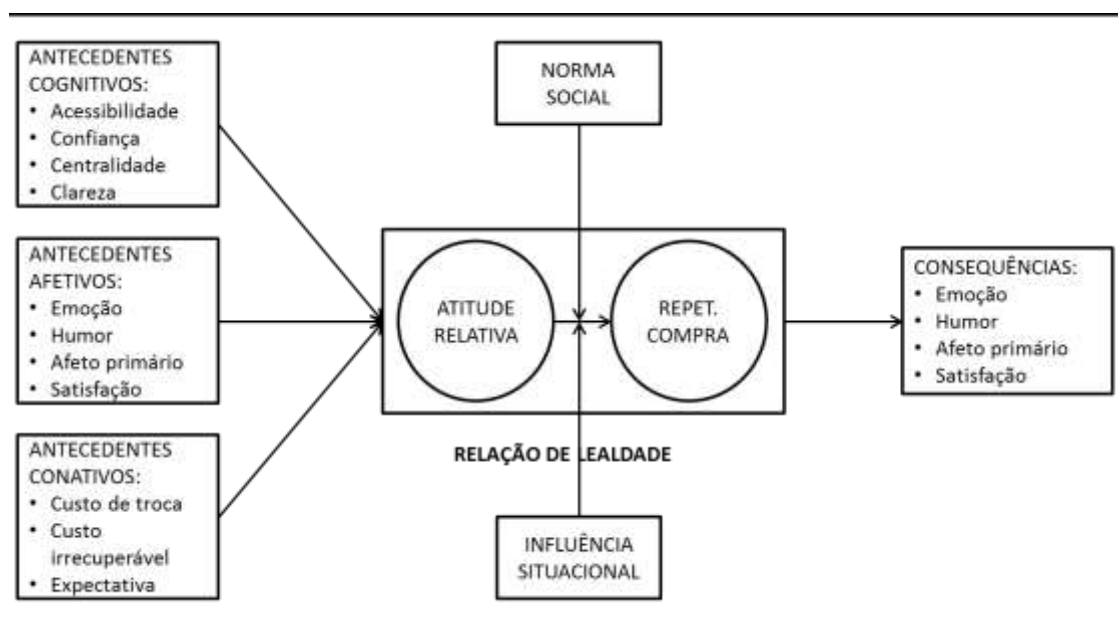 ANTECEDENTES
COGNITIVOS:
• Acessibilidade
• Confiança
• Centralidade
• Clareza
ANTECEDENTES
AFETIVOS:
• Emoção
• Humor
• Afeto primário
• Satisfação
ANTECEDENTES
CONATIVOS:
• Custo de troca
• Custo
irrecuperável
• Expectativa
NORMA
SOCIAL
ATITUDE
RELATIVA
REPET.
COMPRA
RELAÇÃO DE LEALDADE
INFLUÊNCIA
SITUACIONAL
CONSEQUÊNCIAS:
• Emoção
• Humor
• Afeto primário
• Satisfação